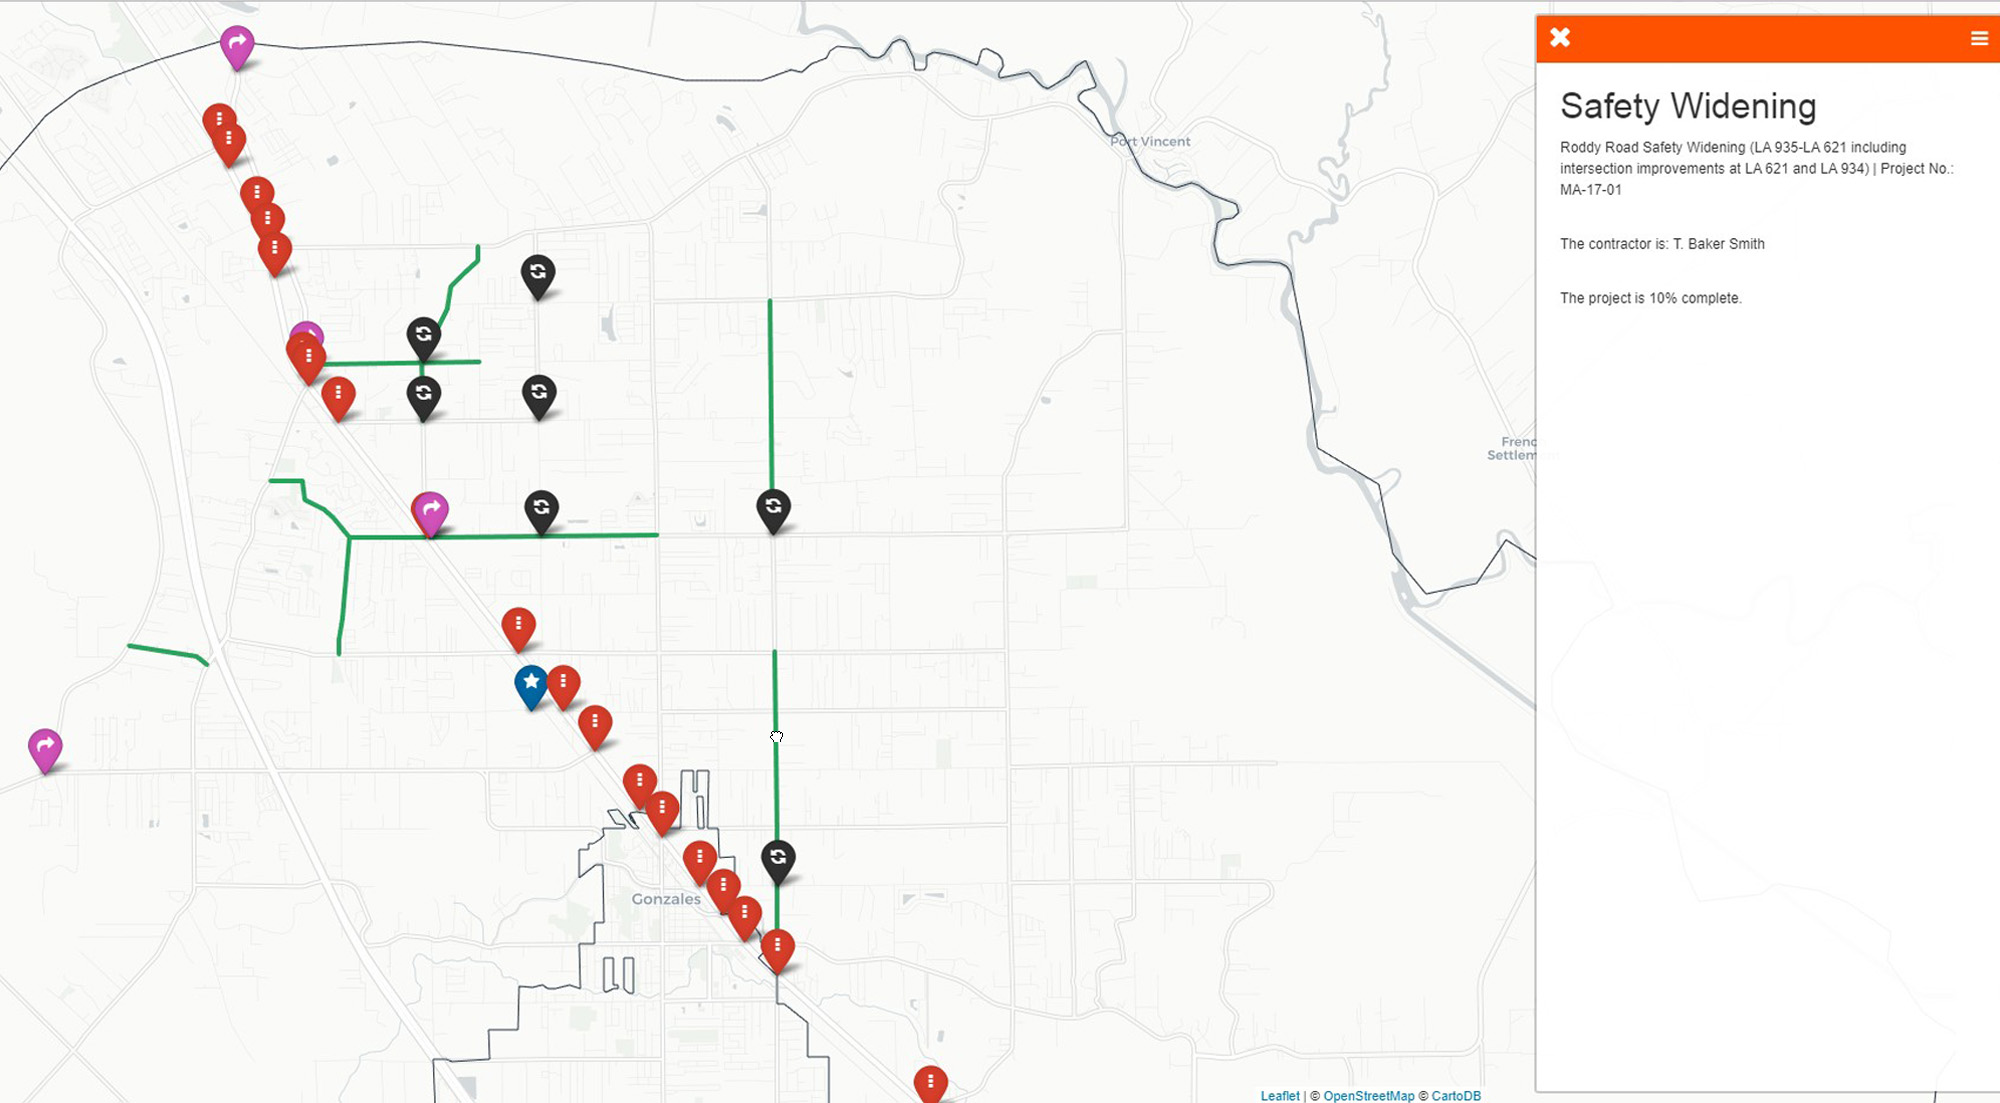 Port Vincent
Frenc
Settlem
Gonzales
Leaflet | © OpenStreetMap © CartoDB
Safety Widening
Roddy Road Safety Widening (LA 935-LA 621 including
intersection improvements at LA 621 and LA 934) | Project No.:
MA-17-01
The contractor is: T. Baker Smith
The project is 10% complete.